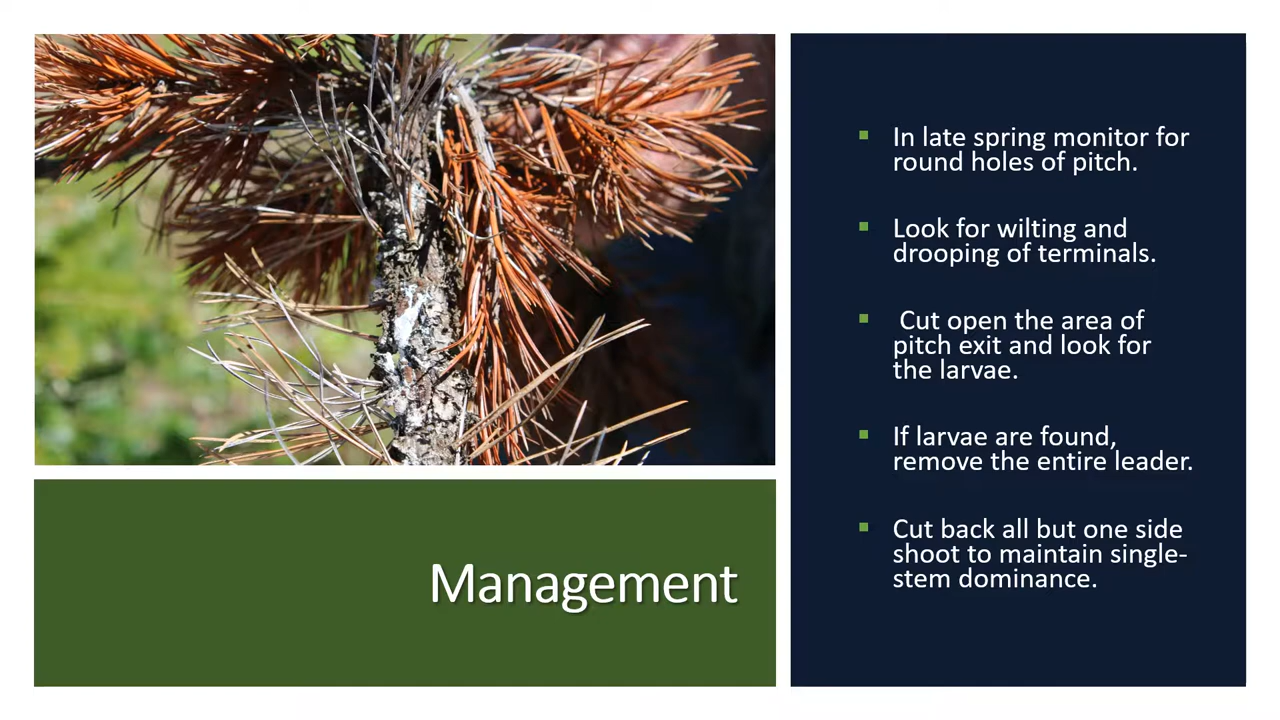 In late spring monitor for
round holes of pitch.
Look for wilting and
drooping of terminals.
Cut open the area of
pitch exit and look for
the larvae.
If larvae are found,
remove the entire leader.
Cut back all but one side
shoot to maintain single-
stem dominance.
Management